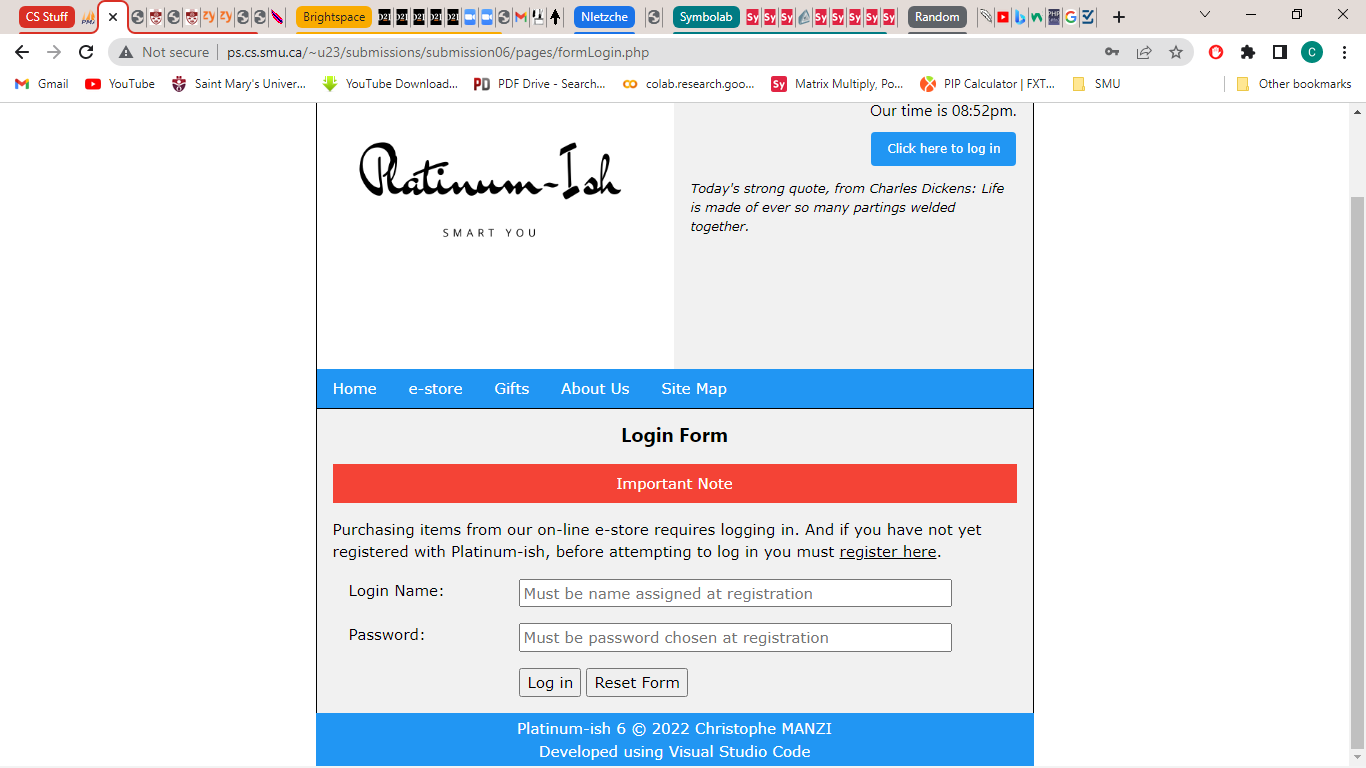 CS Stuff
Brightspace
NIetzche
Symbolab
Random
Not secure
ps.cs.smu.ca/~u23/submissions/submission06/pages/formLogin.php
C
Gmail
YouTube
Saint Mary's Univer...
YouTube Download...
PDF Drive - Search...
colab.research.goo...
Matrix Multiply, Po...
PIP Calculator | FXT...
SMU
Other bookmarks
Our time is 08:52pm.
Click here to log in
Platinum-Ish
SMART YOU
Today's strong quote, from Charles Dickens: Life
is made of ever so many partings welded
together.
Home
e-store
Gifts
About Us
Site Map
Login Form
Important Note
Purchasing items from our on-line e-store requires logging in. And if you have not yet
registered with Platinum-ish, before attempting to log in you must register here.
Login Name:
Must be name assigned at registration
Password:
Must be password chosen at registration
Log in
Reset Form
Platinum-ish 6 © 2022 Christophe MANZI
Developed using Visual Studio Code